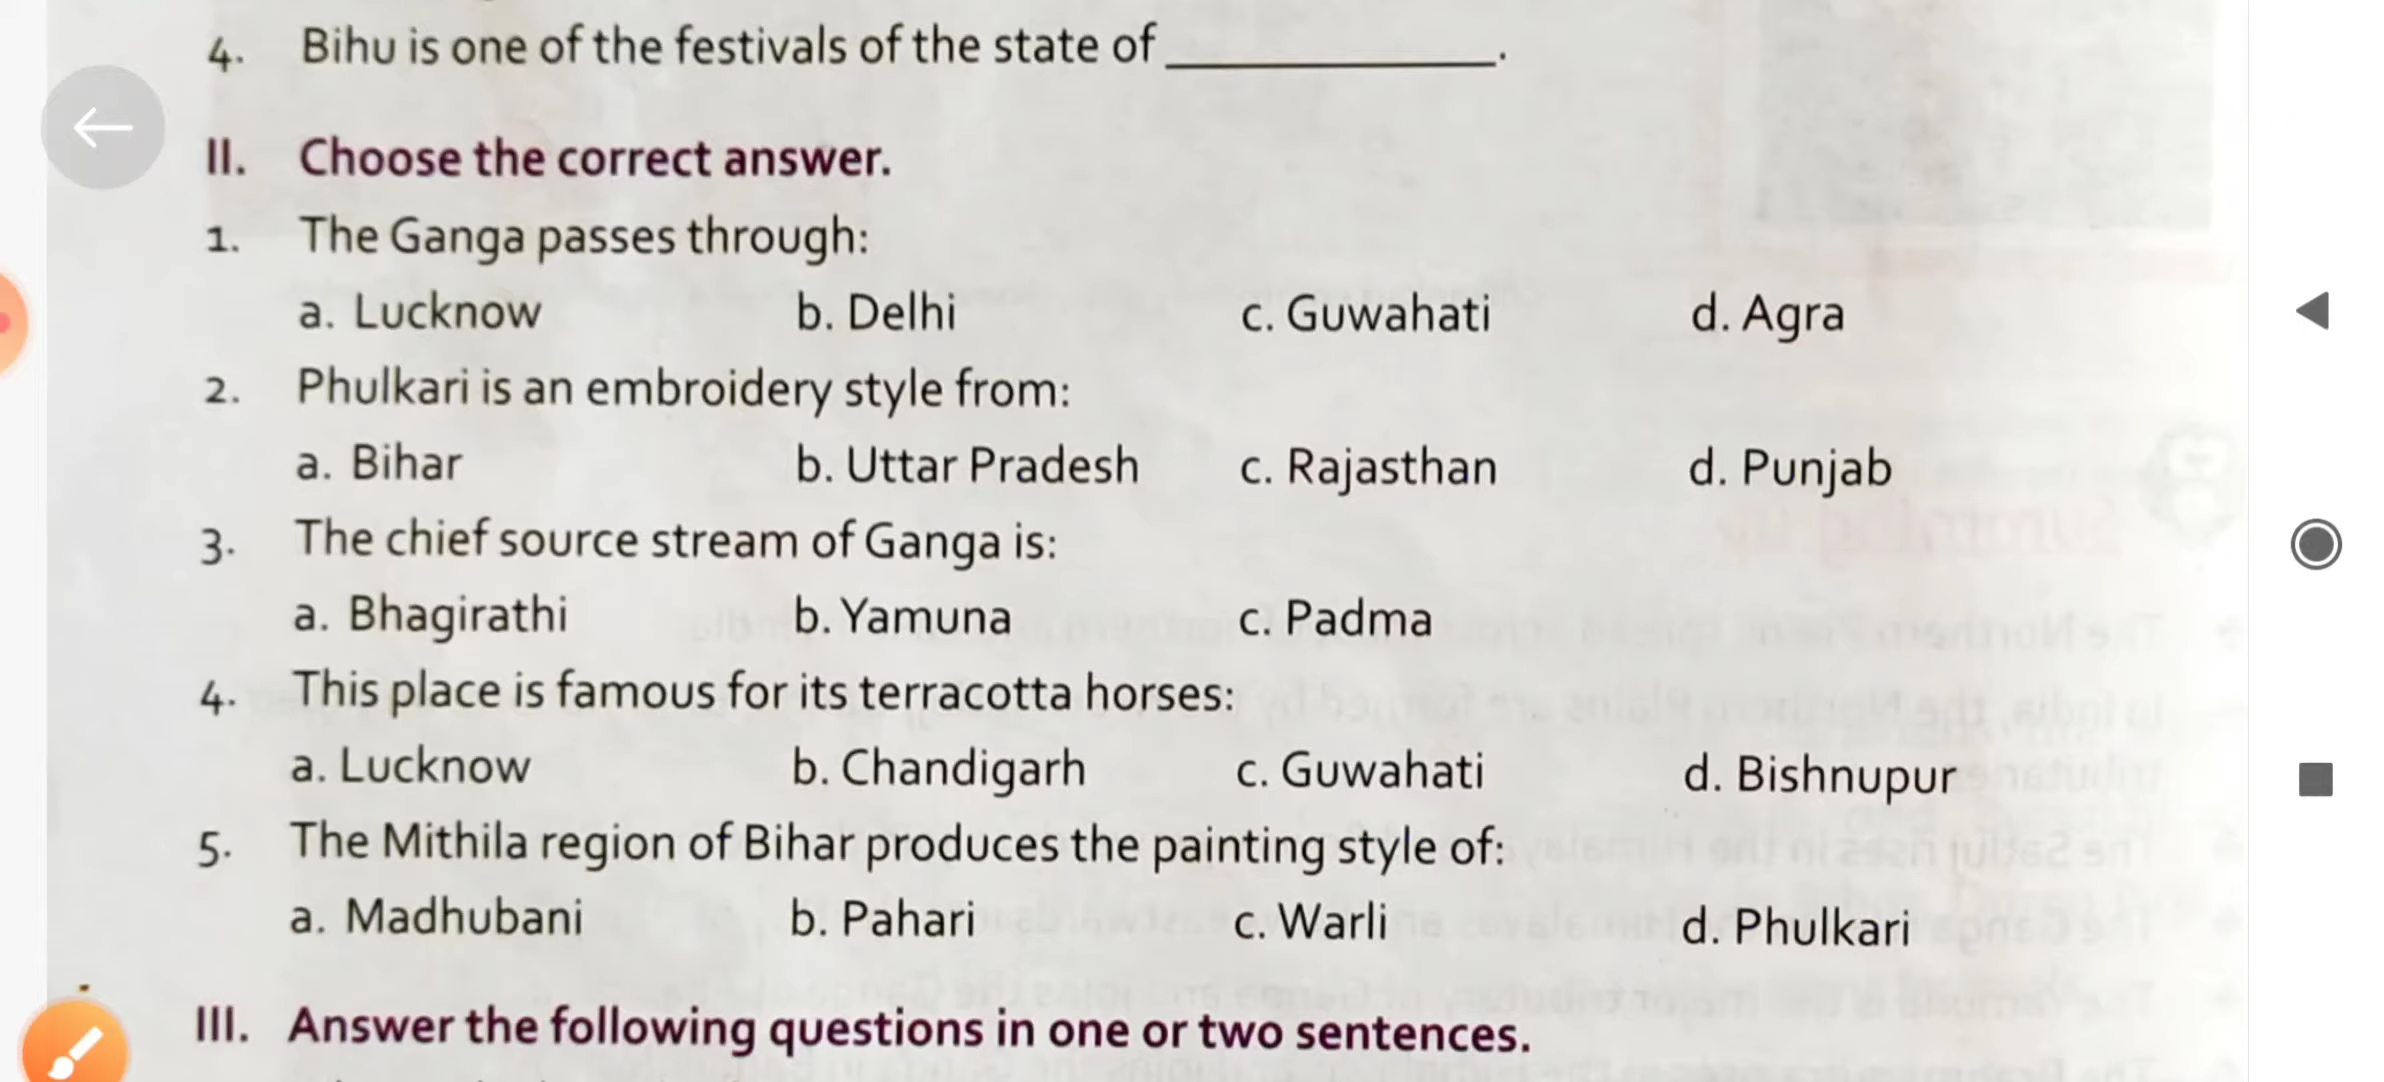 4. Bihu is one of the festivals of the state of ____________.
II. Choose the correct answer.
1. The Ganga passes through:
a. Lucknow b. Delhi c. Guwahati d. Agra
2. Phulkari is an embroidery style from:
a. Bihar b. Uttar Pradesh c. Rajasthan d. Punjab
3. The chief source stream of Ganga is:
a. Bhagirathi b. Yamuna c. Padma
4. This place is famous for its terracotta horses:
a. Lucknow b. Chandigarh c. Guwahati d. Bishnupur
5. The Mithila region of Bihar produces the painting style of:
a. Madhubani b. Pahari c. Warli d. Phulkari
III. Answer the following questions in one or two sentences.